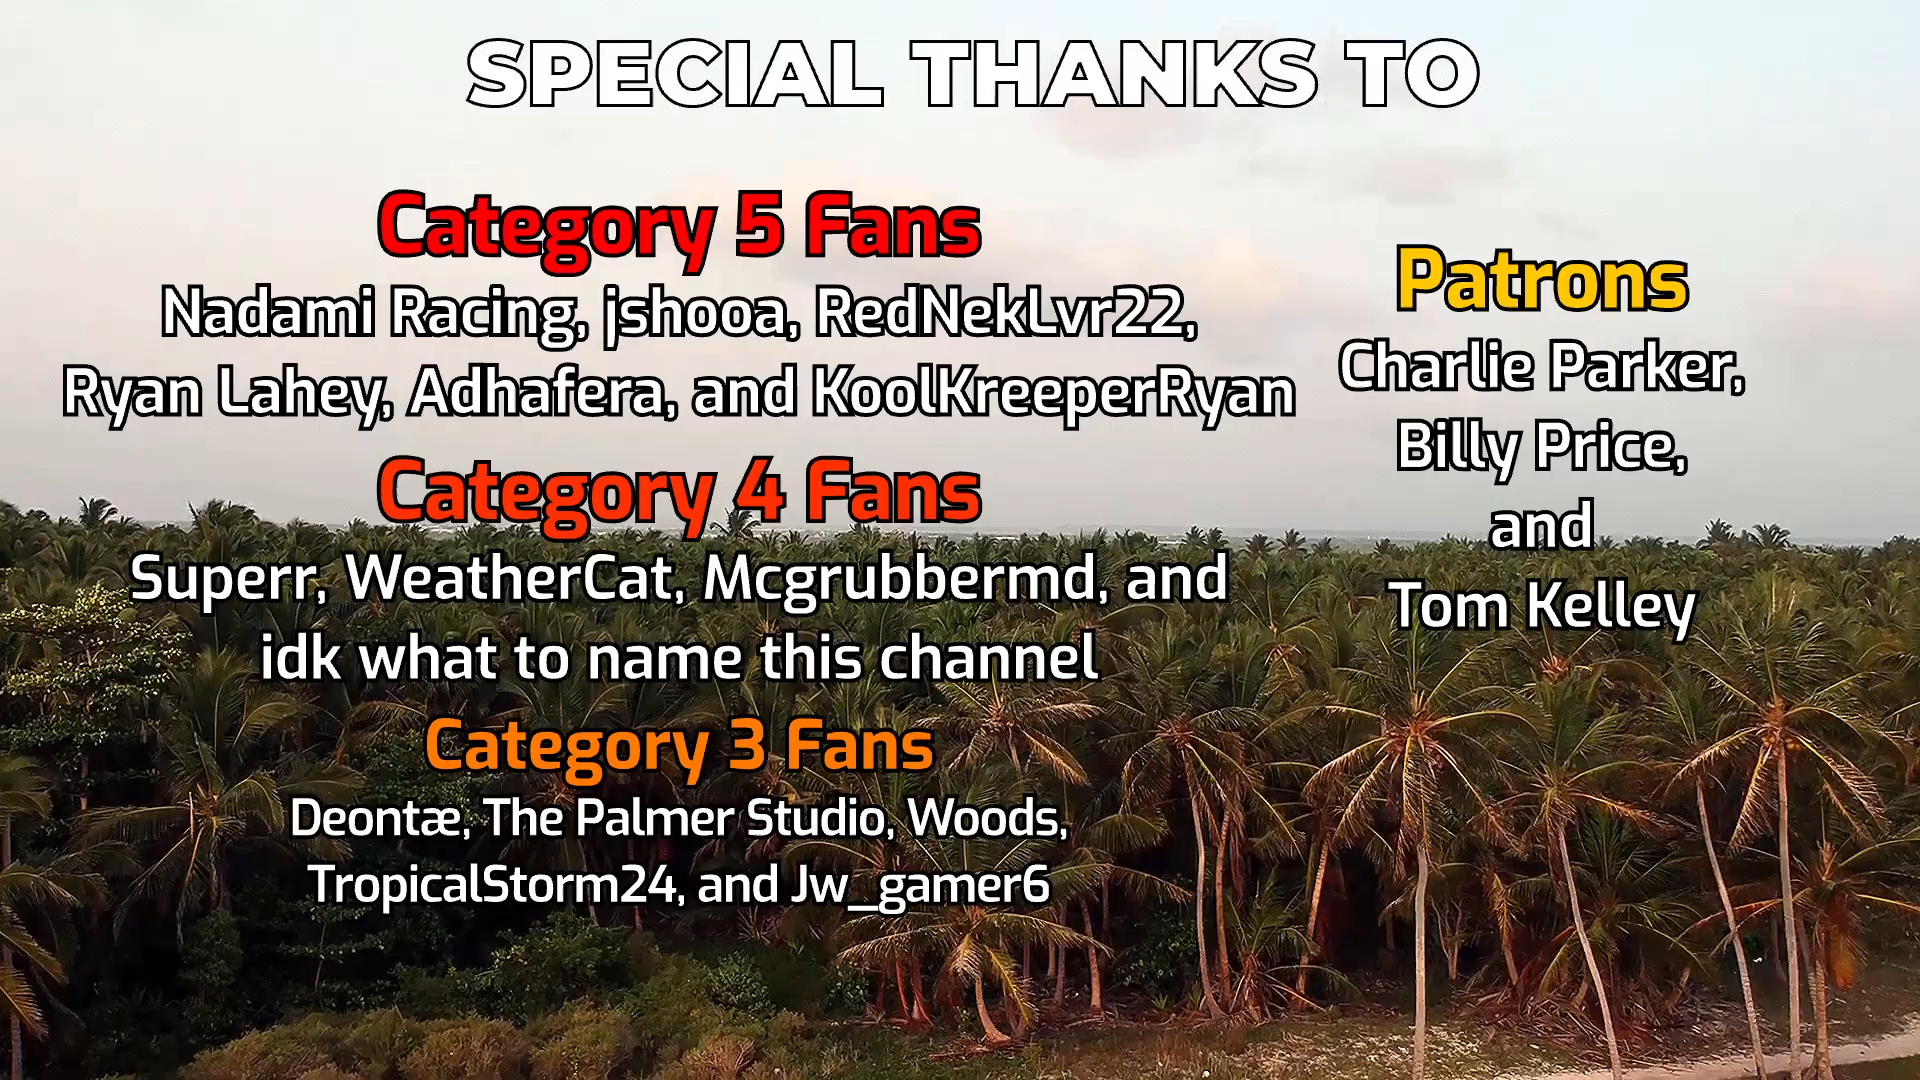 SPECIAL THANKS TO
Category 5 Fans
Nadami Racing, jshooa, RedNekLvr22,
Ryan Lahey, Adhafera, and KoolKreeperRyan
Category 4 Fans
Superr, WeatherCat, Mcgrubbermd, and
idk what to name this channel
Category 3 Fans
Deontæ, The Palmer Studio, Woods,
TropicalStorm24, and Jw_gamer6
Patrons
Charlie Parker,
Billy Price,
and
Tom Kelley